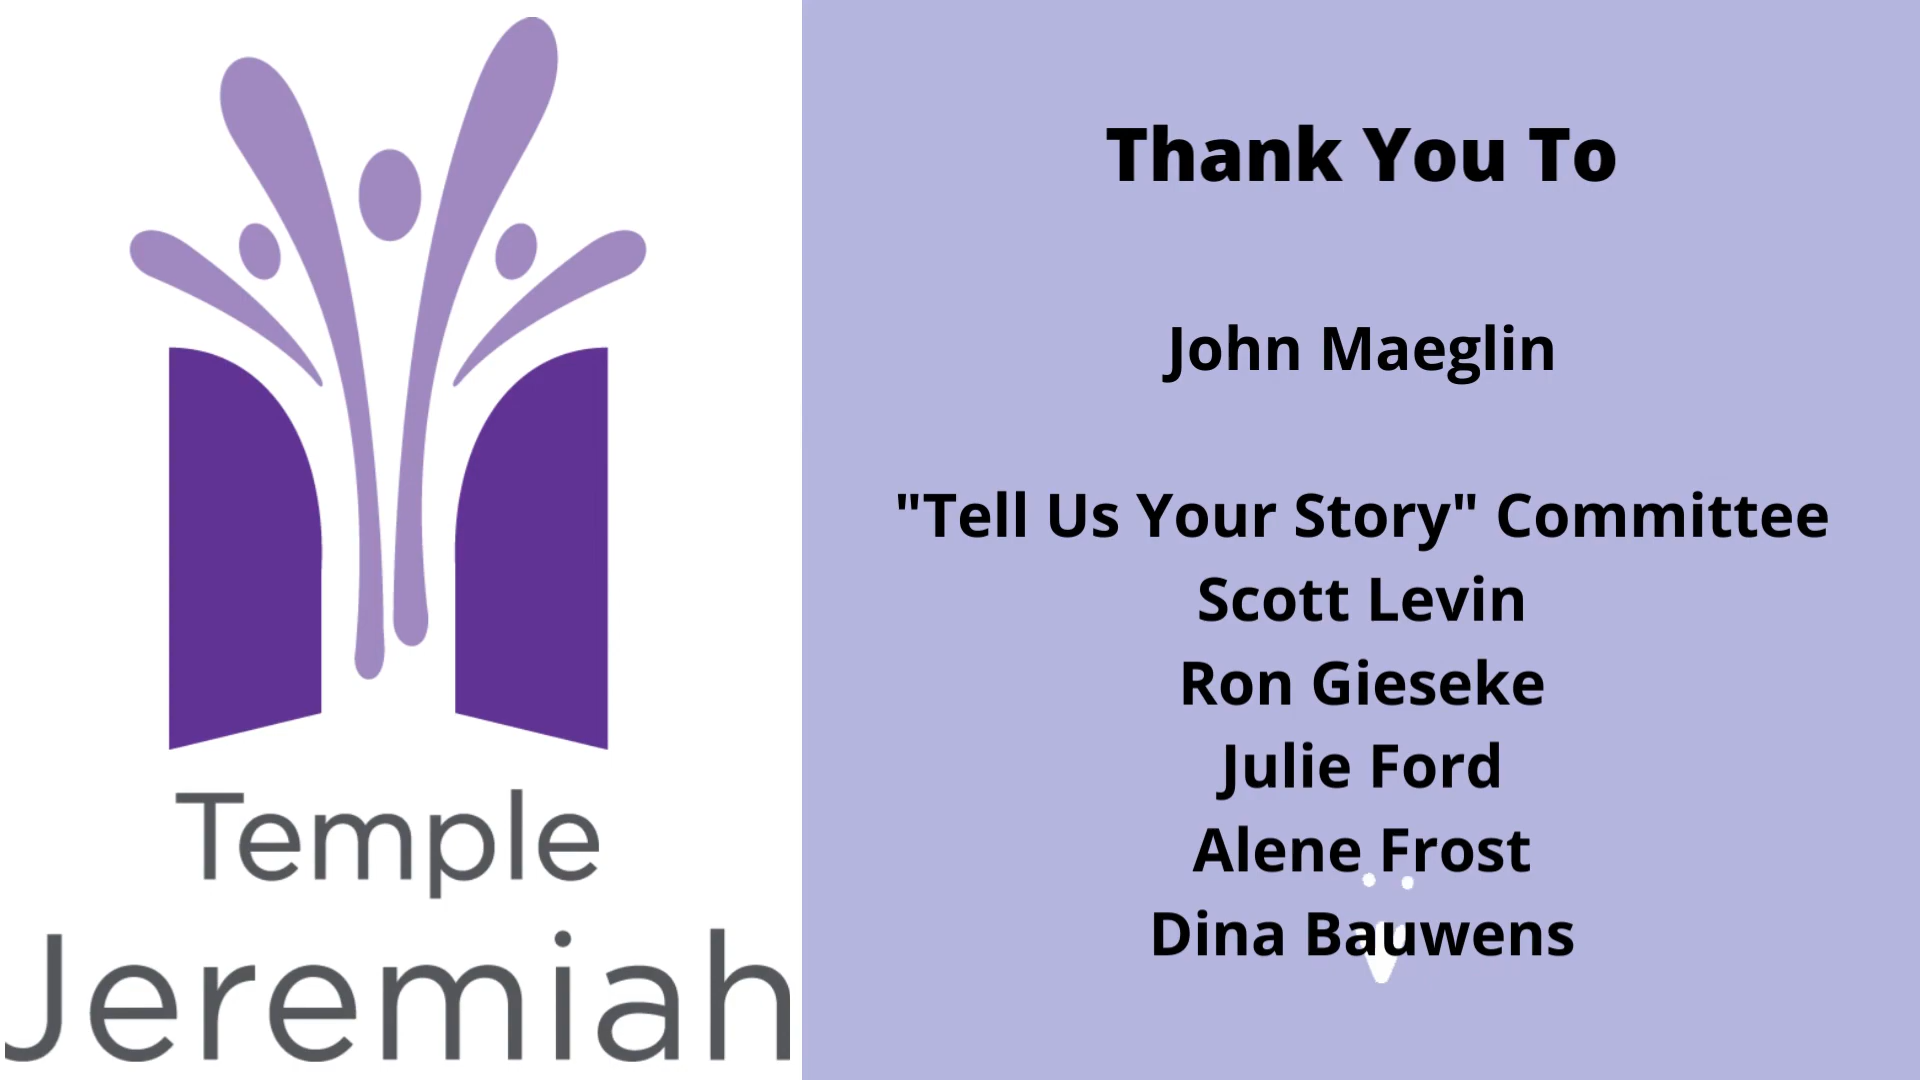 Temple
Jeremiah
Thank You To
John Maeglin
"Tell Us Your Story" Committee
Scott Levin
Ron Gieseke
Julie Ford
Alene Frost
Dina Bauwens